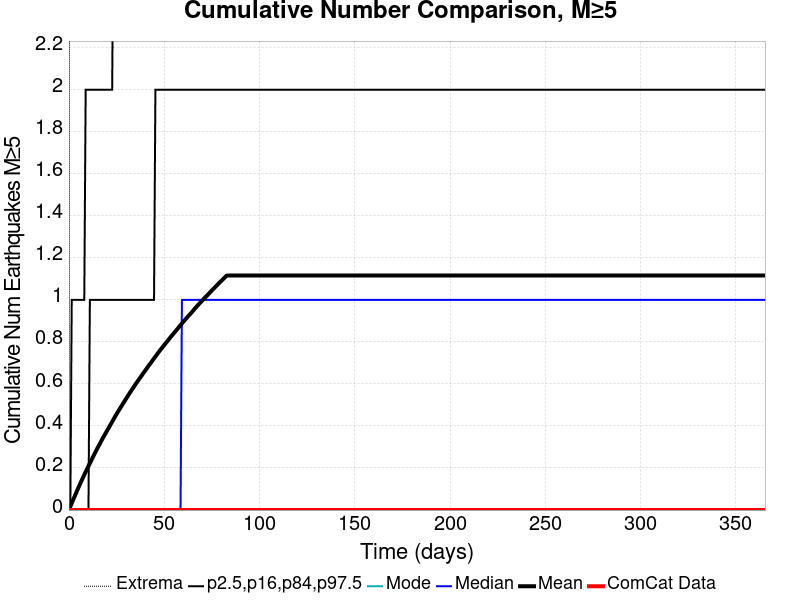 Cumulative Number Comparison, M≥5
Cumulative Num Earthquakes M≥5
2.2
2
1.8
1.6
1.4
1.2
1
0.8
0.6
0.4
0.2
0
0 50 100 150 200 250 300 350
Time (days)
Extrema p2.5,p16,p84,p97.5 Mode Median Mean ComCat Data